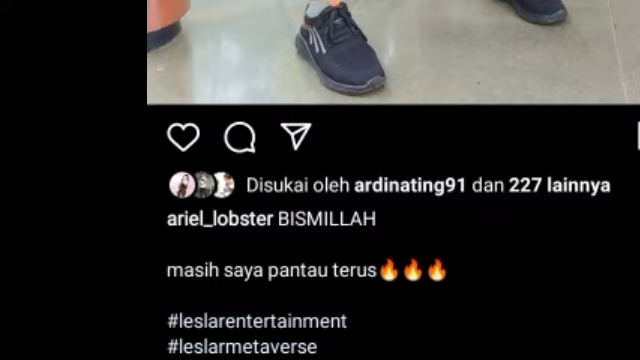 Disukai oleh ardinating91 dan 227 lainnya
ariel_lobster BISMILLAH
masih saya pantau terus🔥🔥🔥
#leslarentertainment
#leslarmetaverse